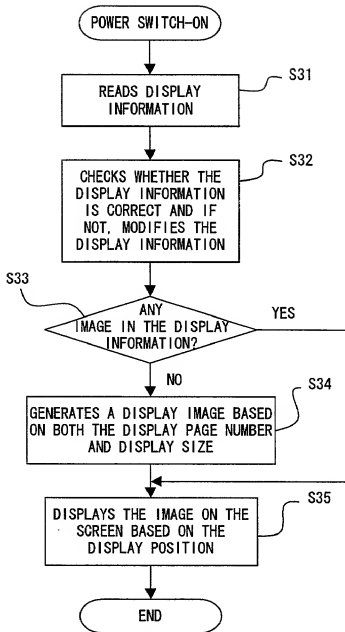 POWER SWITCH-ON
S31
READS DISPLAY
INFORMATION
S32
CHECKS WHETHER THE
DISPLAY INFORMATION
IS CORRECT AND IF
NOT, MODIFIES THE
DISPLAY INFORMATION
S33
ANY
IMAGE IN THE DISPLAY
INFORMATION?
YES
NO
S34
GENERATES A DISPLAY IMAGE BASED
ON BOTH THE DISPLAY PAGE NUMBER
AND DISPLAY SIZE
S35
DISPLAYS THE IMAGE ON THE
SCREEN BASED ON THE
DISPLAY POSITION
END